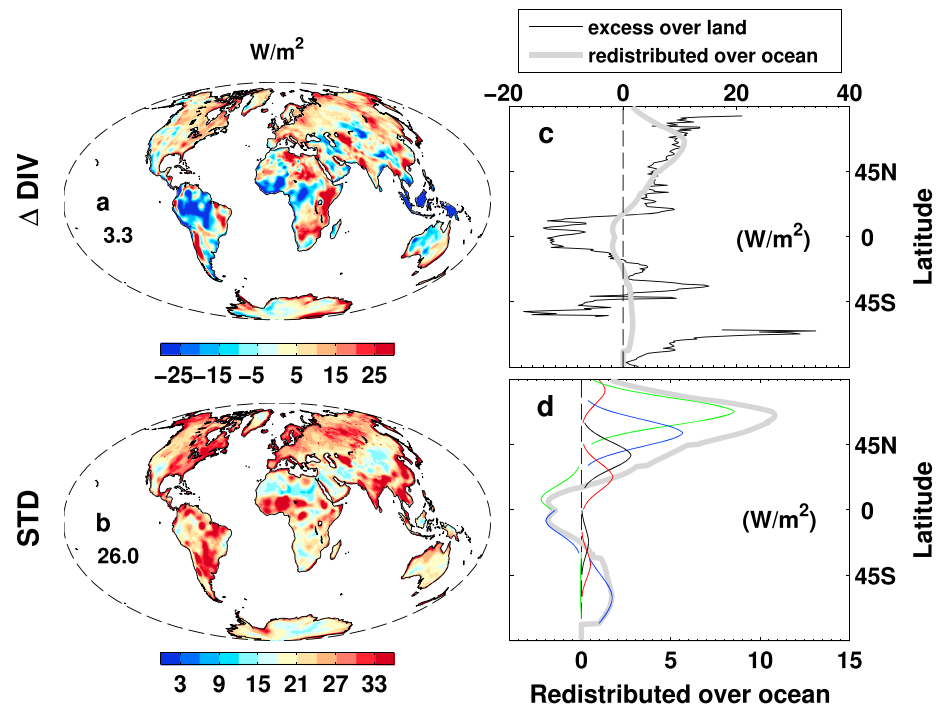 W/m2
Δ DIV
a
3.3
−25−15 −5 5 15 25
STD
b
26.0
3 9 15 21 27 33
excess over land
redistributed over ocean
−20 0 20 40
c
45N
0
45S
(W/m2)
Latitude
d
45N
0
45S
(W/m2)
Latitude
0 5 10 15
Redistributed over ocean